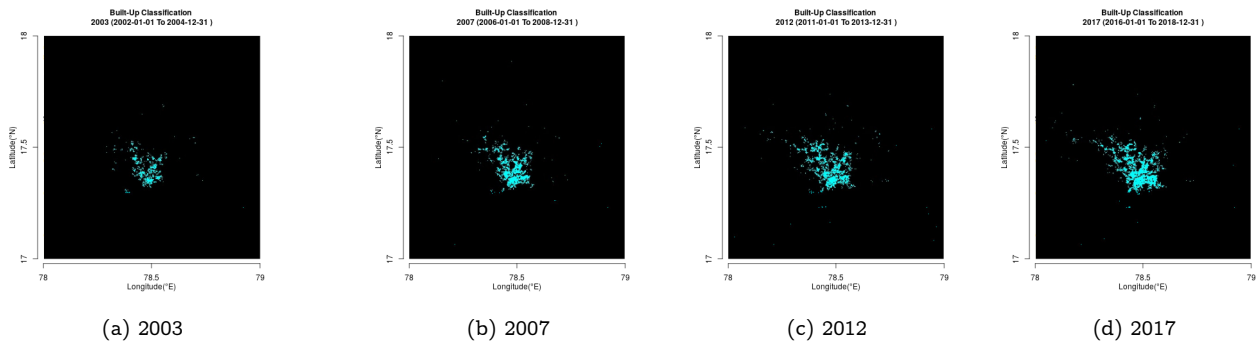 Built-Up Classification
2003 (2002-01-01 To 2004-12-31 )
18
17.5
17
Latitude(°N)
78
78.5
79
Longitude(°E)
(a) 2003
Built-Up Classification
2007 (2006-01-01 To 2008-12-31 )
18
17.5
17
Latitude(°N)
78
78.5
79
Longitude(°E)
(b) 2007
Built-Up Classification
2012 (2011-01-01 To 2013-12-31 )
18
17.5
17
Latitude(°N)
78
78.5
79
Longitude(°E)
(c) 2012
Built-Up Classification
2017 (2016-01-01 To 2018-12-31 )
18
17.5
17
Latitude(°N)
78
78.5
79
Longitude(°E)
(d) 2017